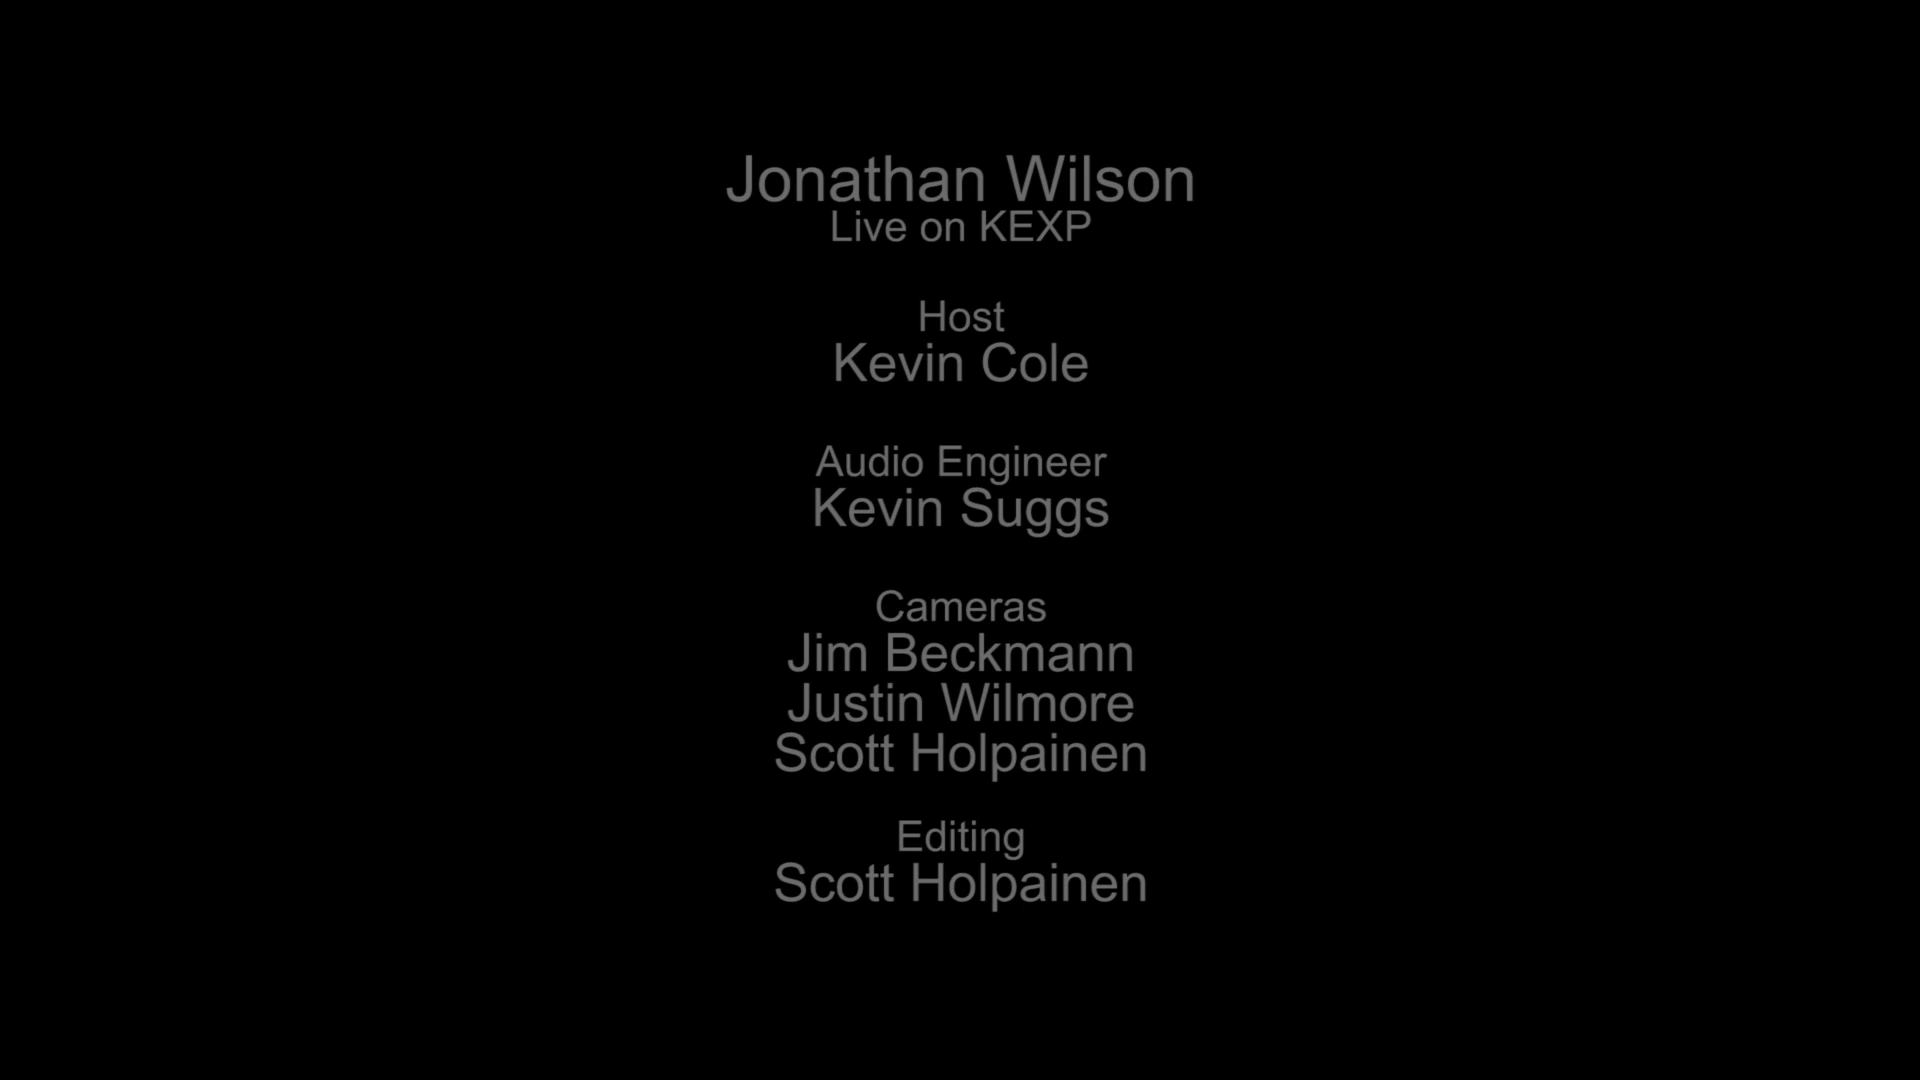 Jonathan Wilson
Live on KEXP
Host
Kevin Cole
Audio Engineer
Kevin Suggs
Cameras
Jim Beckmann
Justin Wilmore
Scott Holpainen
Editing
Scott Holpainen